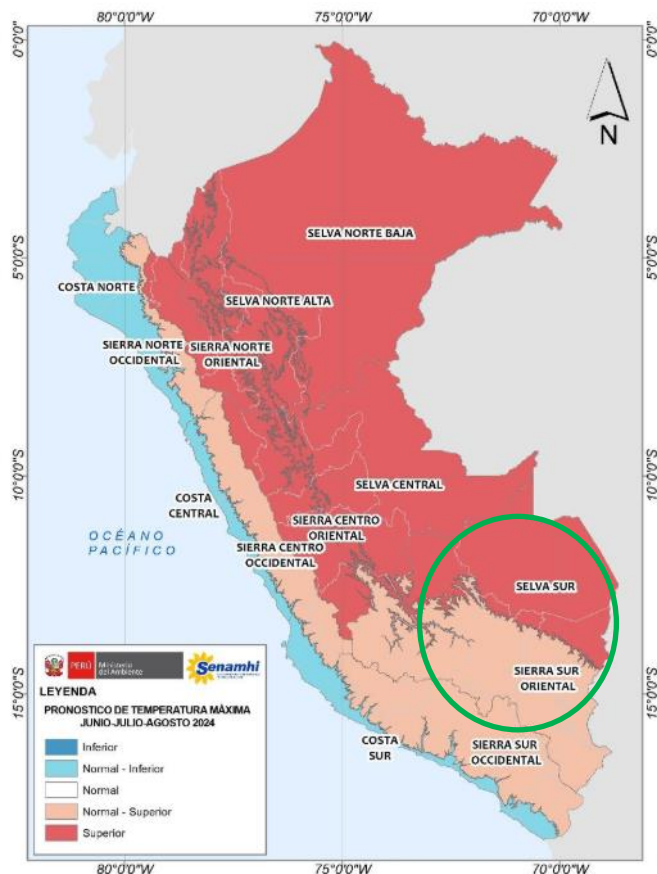 80°0'0"W 75°0'0"W 70°0'0"W
0°0'0"
0°0'0"
N
SELVA NORTE BAJA
5°0'0"S
5°0'0"S
COSTA NORTE
SELVA NORTE ALTA
SIERRA NORTE
OCCIDENTAL
SIERRA NORTE
ORIENTAL
10°0'0"S
10°0'0"S
SELVA CENTRAL
COSTA
CENTRAL
SIERRA CENTRO
ORIENTAL
OCÉANO
PACÍFICO
SIERRA CENTRO
OCCIDENTAL
SELVA SUR
SIERRA SUR
ORIENTAL
15°0'0"S
15°0'0"S
COSTA
SUR
SIERRA SUR
OCCIDENTAL
PERÚ Ministerio
del Ambiente
Senamhi
LEYENDA
PRONOSTICO DE TEMPERATURA MÁXIMA
JUNIO-JULIO-AGOSTO 2024
Inferior
Normal - Inferior
Normal
Normal - Superior
Superior
80°0'0"W 75°0'0"W 70°0'0"W